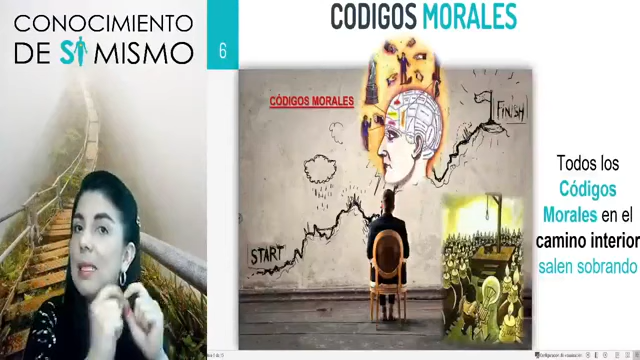 CONOCIMIENTO
DE SÍ MISMO
6
CODIGOS MORALES
CÓDIGOS MORALES
START
FINISH
Todos los
Códigos
Morales en el
camino interior
salen sobrando